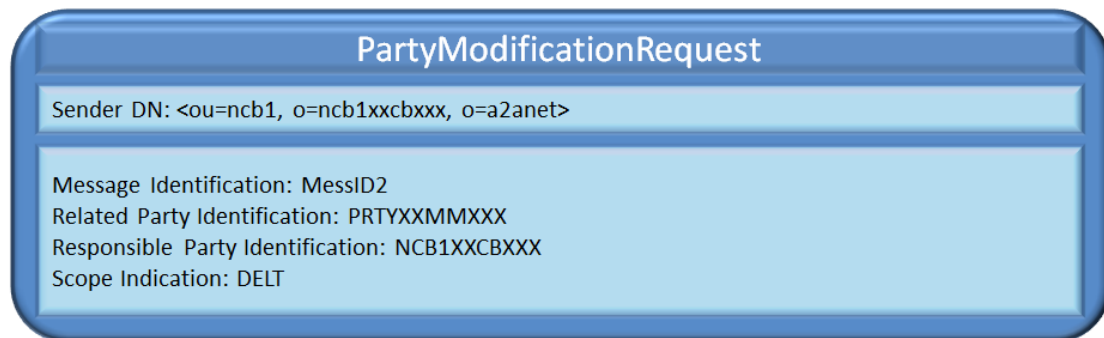 PartyModificationRequest
Sender DN: <ou=ncb1, o=ncb1xxcbxxx, o=a2anet>
Message Identification: MessID2
Related Party Identification: PRTYXXMMXXX
Responsible Party Identification: NCB1XXCBXXX
Scope Indication: DELT